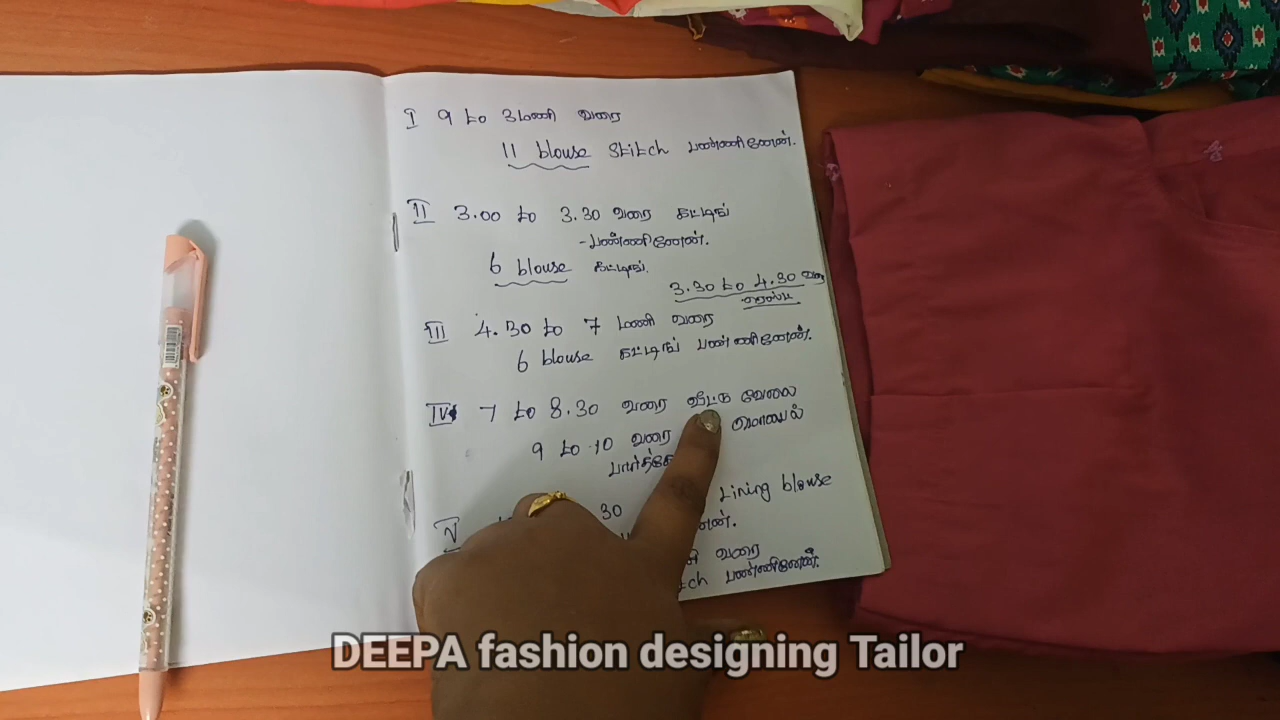 I 9 to 3மணி வரை
11 blouse Stitch பண்ணினேன்.
II 3.00 to 3.30 வரை கட்டிங்
-பண்ணினேன்.
6 blouse கட்டிங்.
3.30 to 4.30 வரை
ரெஸ்ட்
III 4.30 to 7 மணி வரை
6 blouse கட்டிங் பண்ணினேன்.
IV 7 to 8.30 வரை வீட்டு வேலை
9 to 10 வரை
V 30 Lining blouse
வரை
பண்ணினேன்.
DEEPA fashion designing Tailor